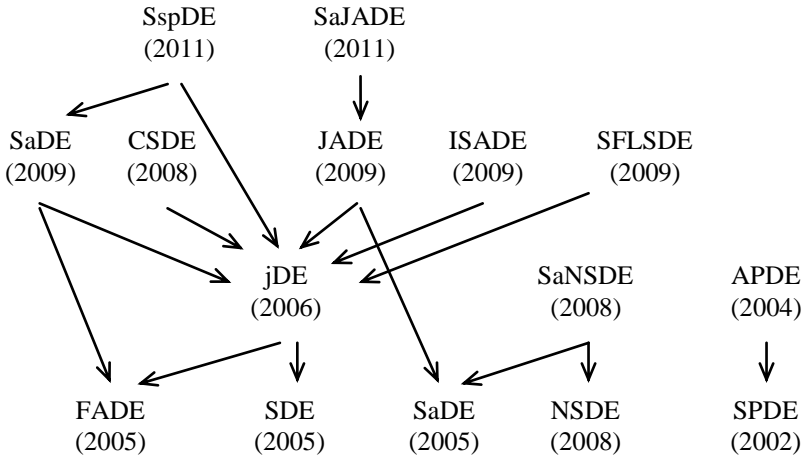 SspDE SaJADE
(2011) (2011)
SaDE CSDE JADE ISADE SFLSDE
(2009) (2008) (2009) (2009) (2009)
jDE SaNSDE APDE
(2006) (2008) (2004)
FADE SDE SaDE NSDE SPDE
(2005) (2005) (2005) (2008) (2002)